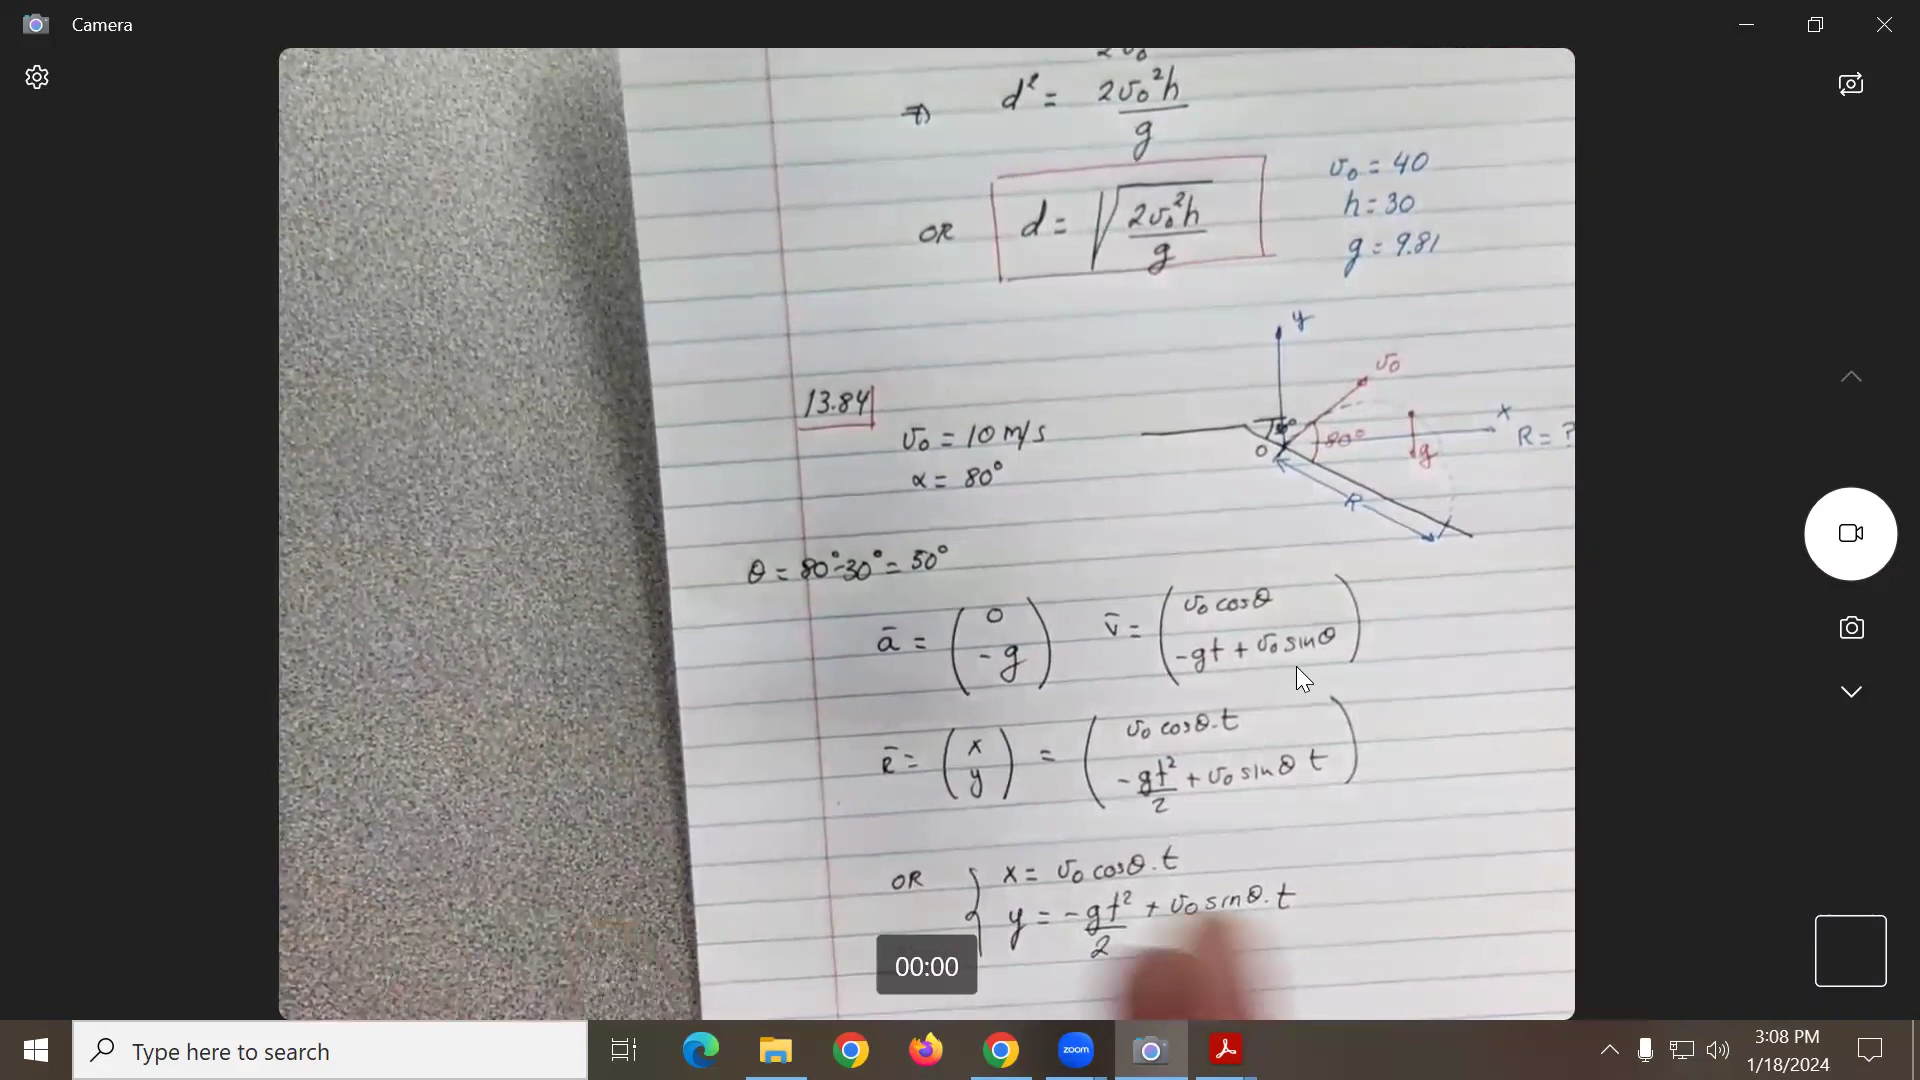 Camera
d² = 2v₀²h / g
OR d = √(2v₀²h / g)
v₀ = 40
h = 30
g = 9.81
13.84
v₀ = 10 m/s
α = 80°
y
v₀
x
80°
O
g
R = ?
R
θ = 80°-30° = 50°
ā = (0 -g) v̄ = (v₀ cosθ -gt + v₀ sinθ)
R̄ = (x y) = (v₀ cosθ.t -gt²/2 + v₀ sinθ t)
OR { x = v₀ cosθ.t
y = -gt²/2 + v₀ sinθ.t
00:00
Type here to search
zoom
3:08 PM
1/18/2024